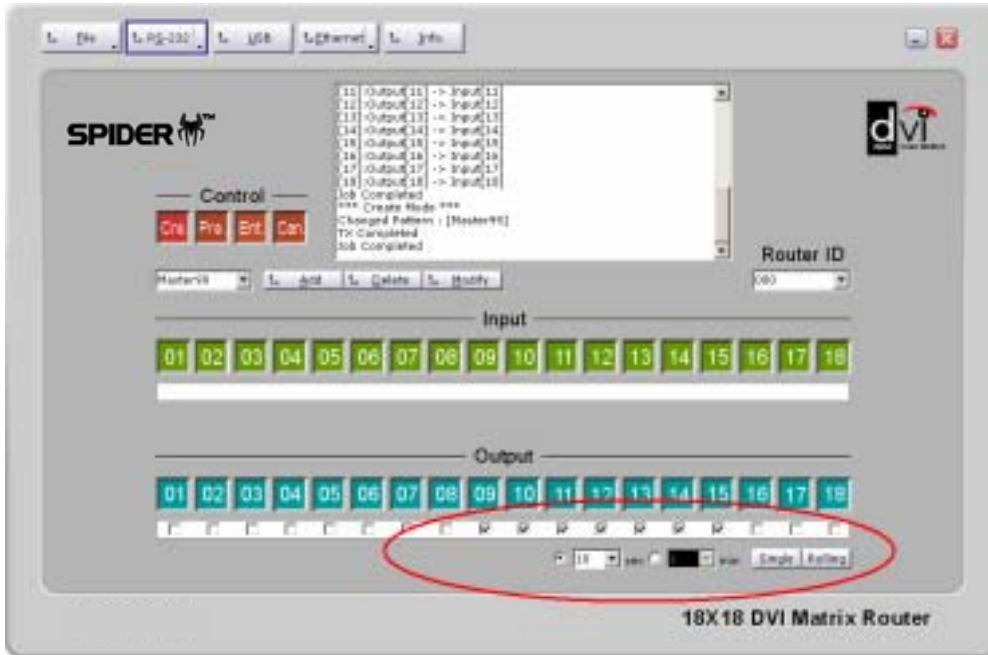 File RS-232 USB Ethernet Info
SPIDER™
dvi
[11] :Output[11] -> Input[11]
[12] :Output[12] -> Input[12]
[13] :Output[13] -> Input[13]
[14] :Output[14] -> Input[14]
[15] :Output[15] -> Input[15]
[16] :Output[16] -> Input[16]
[17] :Output[17] -> Input[17]
[18] :Output[18] -> Input[18]
Job Completed
*** Create Mode ***
Changed Pattern : [Master99]
TX Completed
Job Completed
Control
Cre Pre Ent Can
Router ID
Master99 Add Delete Modify
000
Input
01 02 03 04 05 06 07 08 09 10 11 12 13 14 15 16 17 18
Output
01 02 03 04 05 06 07 08 09 10 11 12 13 14 15 16 17 18
10 sec min Single Rolling
18X18 DVI Matrix Router